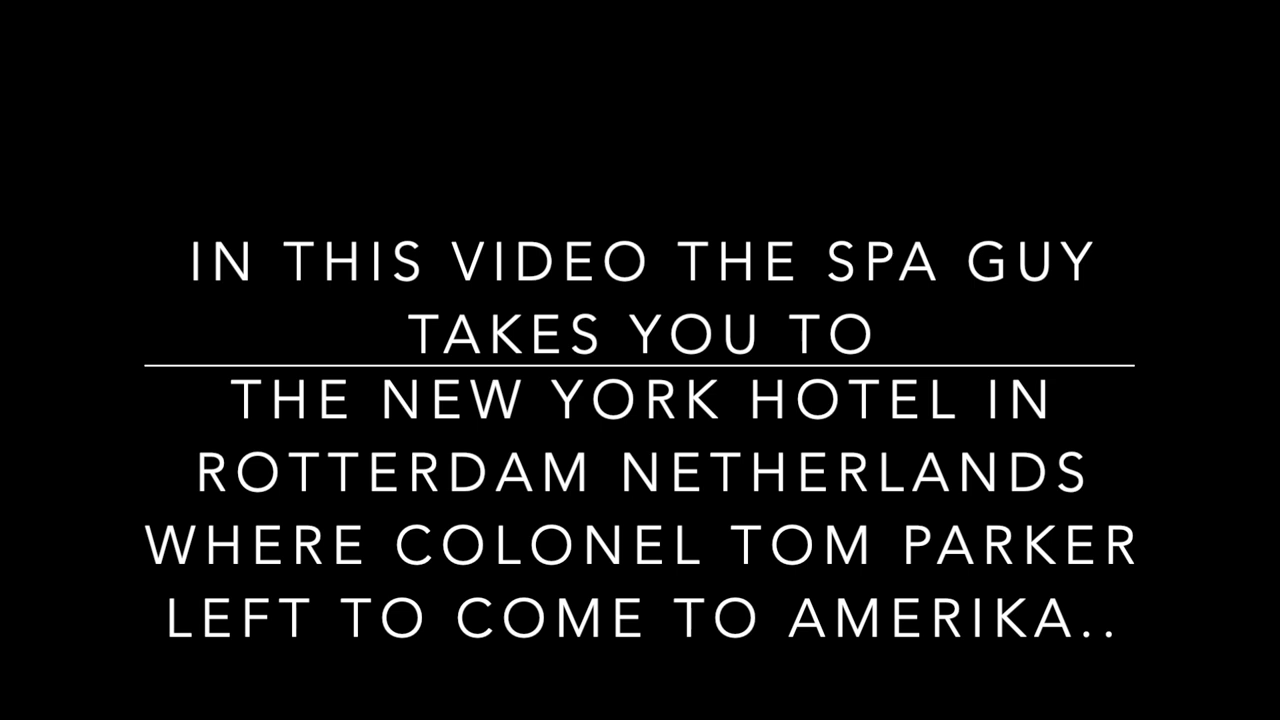 IN THIS VIDEO THE SPA GUY
TAKES YOU TO
THE NEW YORK HOTEL IN
ROTTERDAM NETHERLANDS
WHERE COLONEL TOM PARKER
LEFT TO COME TO AMERIKA..